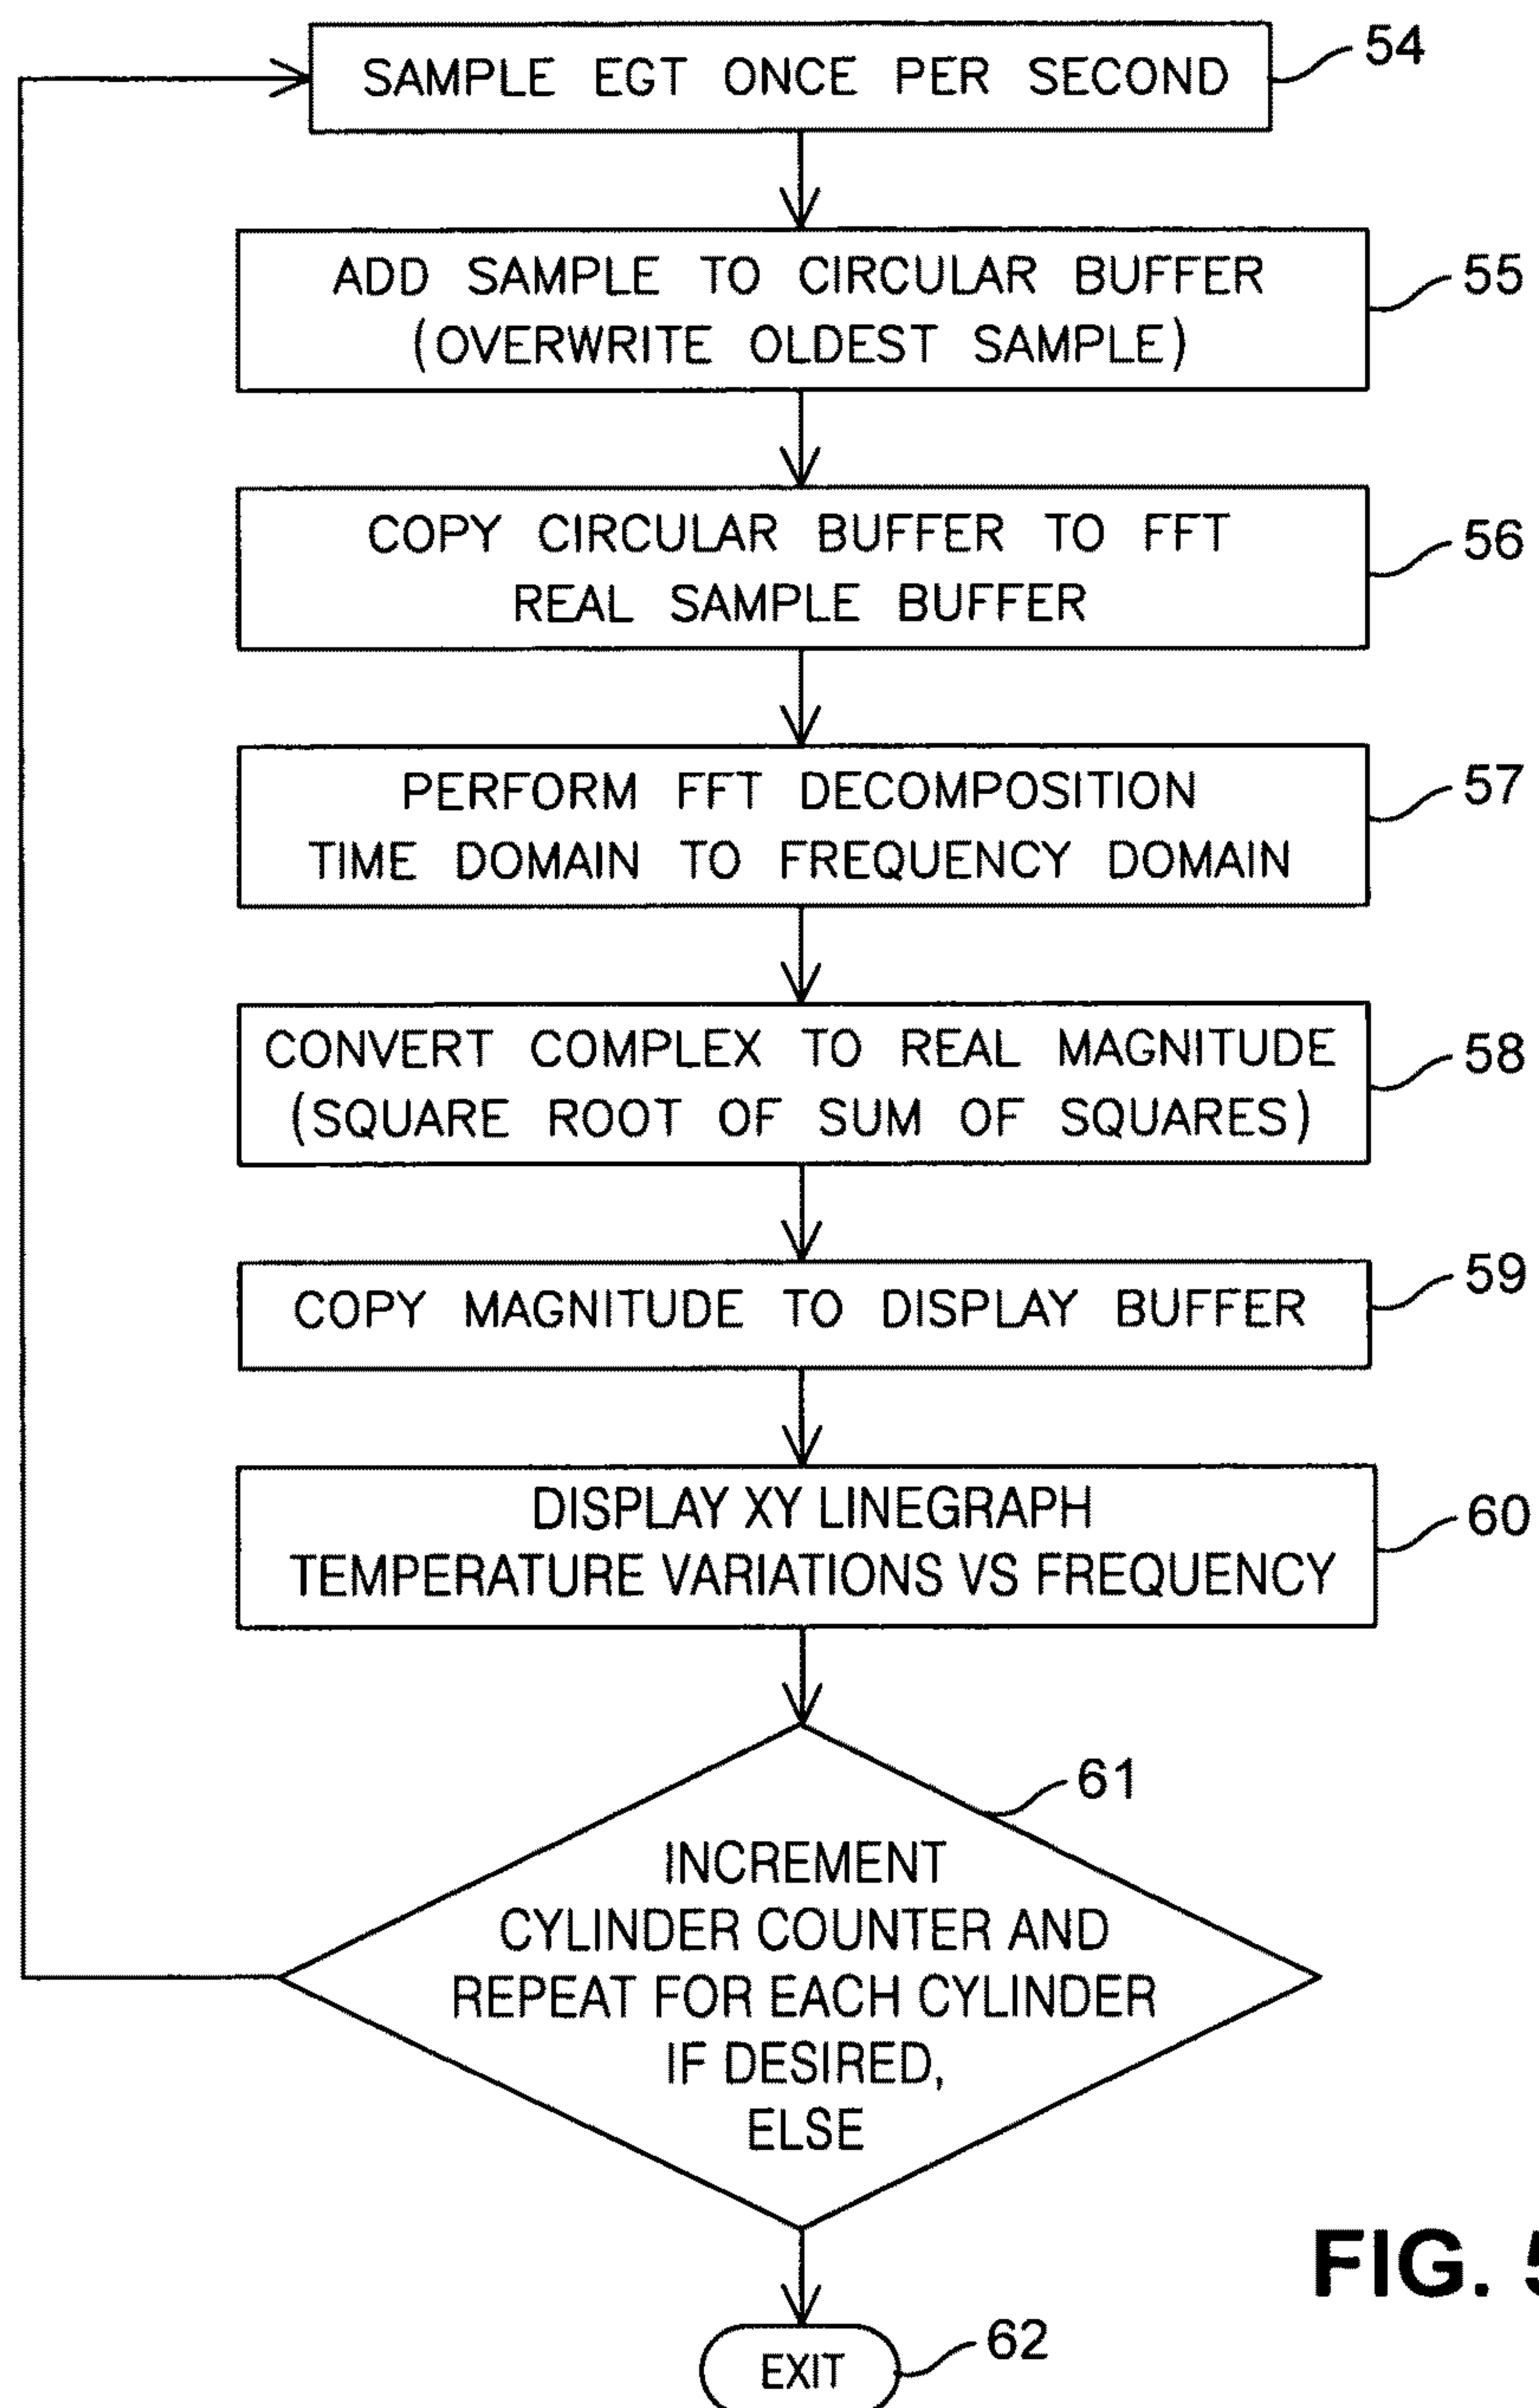 SAMPLE EGT ONCE PER SECOND
54
ADD SAMPLE TO CIRCULAR BUFFER
(OVERWRITE OLDEST SAMPLE)
55
COPY CIRCULAR BUFFER TO FFT
REAL SAMPLE BUFFER
56
PERFORM FFT DECOMPOSITION
TIME DOMAIN TO FREQUENCY DOMAIN
57
CONVERT COMPLEX TO REAL MAGNITUDE
(SQUARE ROOT OF SUM OF SQUARES)
58
COPY MAGNITUDE TO DISPLAY BUFFER
59
DISPLAY XY LINEGRAPH
TEMPERATURE VARIATIONS VS FREQUENCY
60
61
INCREMENT
CYLINDER COUNTER AND
REPEAT FOR EACH CYLINDER
IF DESIRED,
ELSE
FIG. 5
EXIT
62